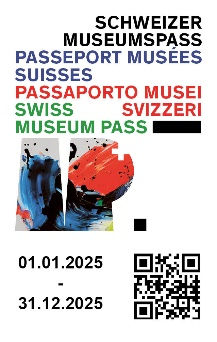 SCHWEIZER
MUSEUMSPASS
PASSEPORT MUSÉES
SUISSES
PASSAPORTO MUSEI
SWISS SVIZZERI
MUSEUM PASS
01.01.2025
-
31.12.2025